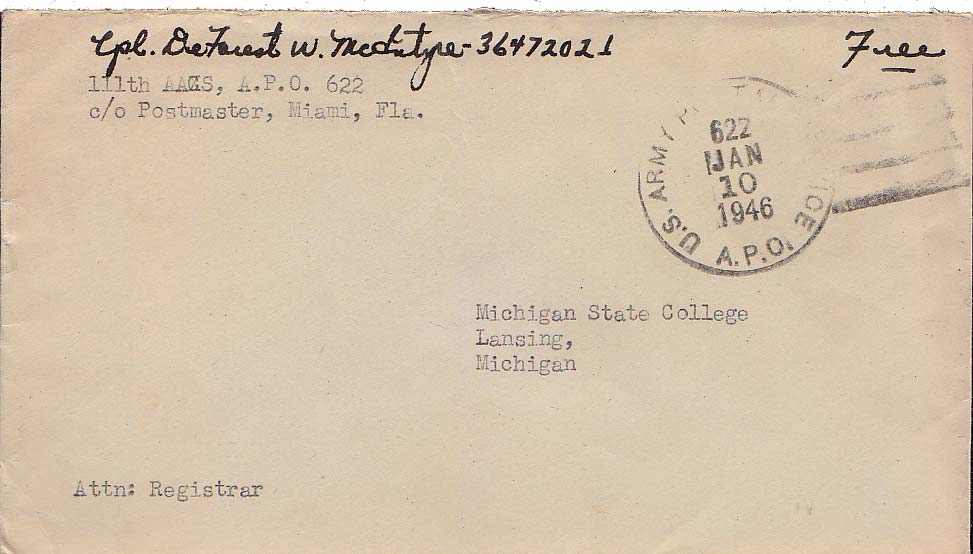 Cpl. DeForest W. McIntyre - 36472021
Free
111th AACS, A.P.O. 622
c/o Postmaster, Miami, Fla.
U.S. ARMY
A.P.O.
622
JAN
10
1946
Michigan State College
Lansing,
Michigan
Attn: Registrar